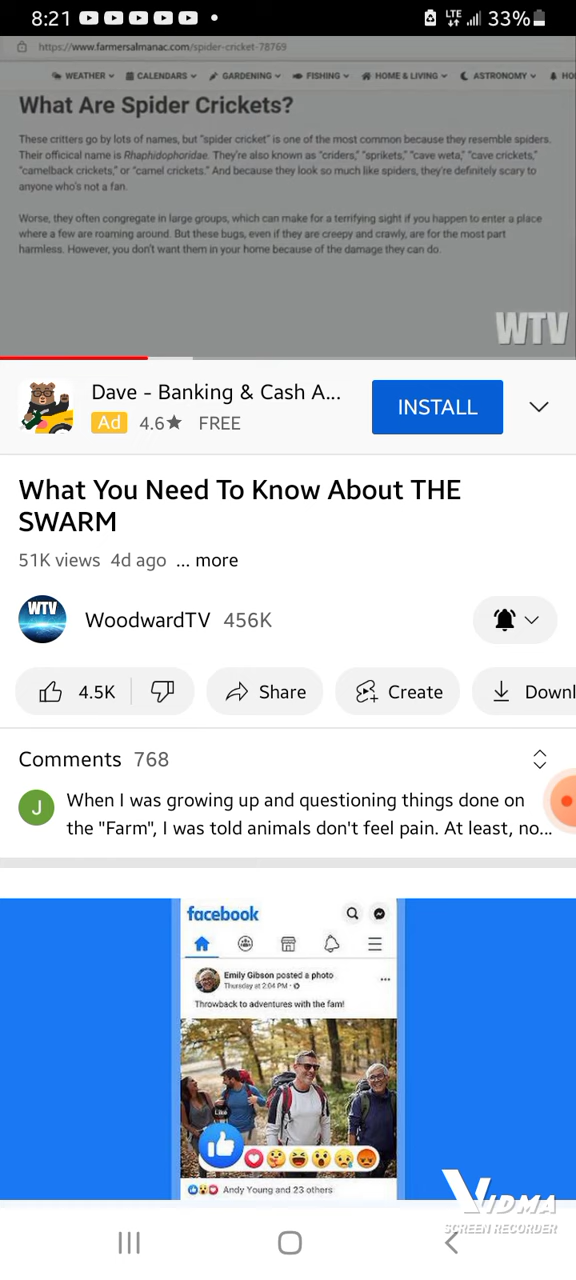 8:21 LTE 33%
https://www.farmersalmanac.com/spider-cricket-78769
WEATHER CALENDARS GARDENING FISHING HOME & LIVING ASTRONOMY HO
What Are Spider Crickets?
These critters go by lots of names, but "spider cricket" is one of the most common because they resemble spiders.
Their officical name is Rhaphidophoridae. They're also known as "criders," "sprikets," "cave weta," "cave crickets,"
"camelback crickets," or "camel crickets." And because they look so much like spiders, they're definitely scary to
anyone who's not a fan.
Worse, they often congregate in large groups, which can make for a terrifying sight if you happen to enter a place
where a few are roaming around. But these bugs, even if they are creepy and crawly, are for the most part
harmless. However, you don't want them in your home because of the damage they can do.
WTV
Dave - Banking & Cash A...
Ad 4.6★ FREE
INSTALL
What You Need To Know About THE
SWARM
51K views 4d ago ... more
WTV
WoodwardTV 456K
4.5K Share Create Downl
Comments 768
J
When I was growing up and questioning things done on
the "Farm", I was told animals don't feel pain. At least, no...
facebook
Emily Gibson posted a photo
Thursday at 2:04 PM
Throwback to adventures with the fam!
Like
Andy Young and 23 others
VIDMA
SCREEN RECORDER